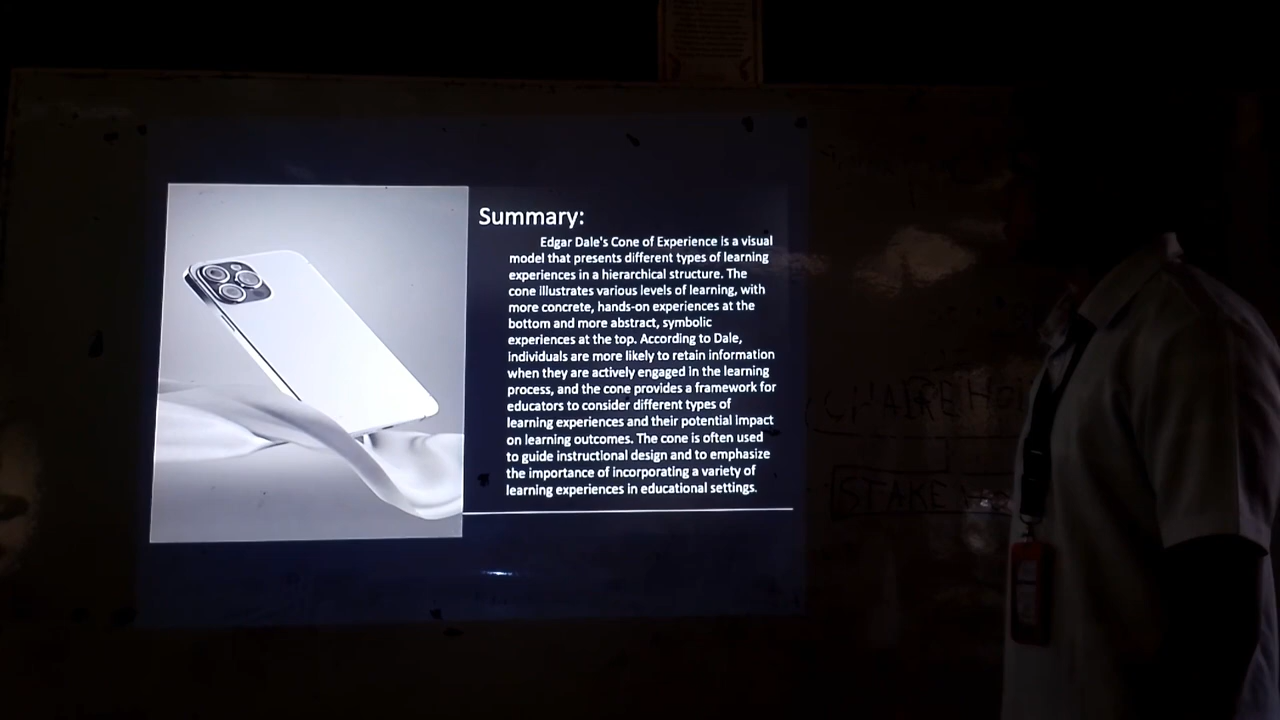 Summary:
Edgar Dale's Cone of Experience is a visual
model that presents different types of learning
experiences in a hierarchical structure. The
cone illustrates various levels of learning, with
more concrete, hands-on experiences at the
bottom and more abstract, symbolic
experiences at the top. According to Dale,
individuals are more likely to retain information
when they are actively engaged in the learning
process, and the cone provides a framework for
educators to consider different types of
learning experiences and their potential impact
on learning outcomes. The cone is often used
to guide instructional design and to emphasize
the importance of incorporating a variety of
learning experiences in educational settings.
STAKE